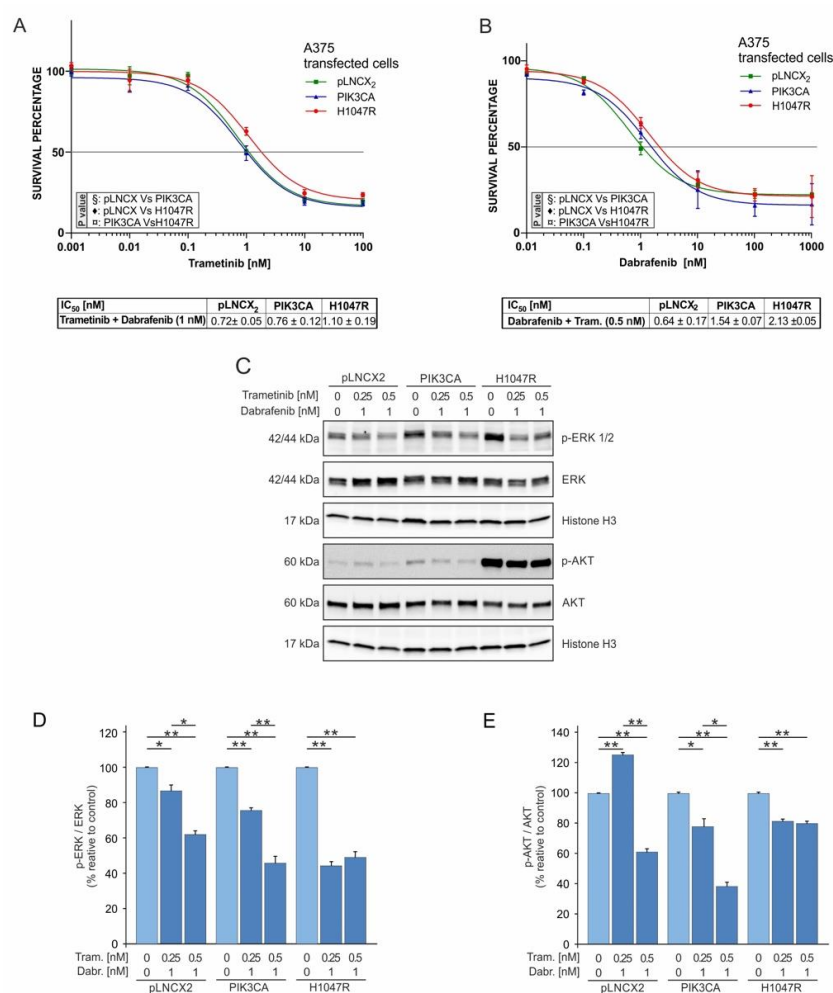 A
A375
transfected cells
pLNCX2
PIK3CA
H1047R
SURVIVAL PERCENTAGE
100
50
0
P value
§: pLNCX Vs PIK3CA
♦: pLNCX Vs H1047R
¤: PIK3CA VsH1047R
0.001 0.01 0.1 1 10 100
Trametinib [nM]
IC50 [nM] pLNCX2 PIK3CA H1047R
Trametinib + Dabrafenib (1 nM) 0.72± 0.05 0.76 ± 0.12 1.10 ± 0.19
B
A375
transfected cells
pLNCX2
PIK3CA
H1047R
SURVIVAL PERCENTAGE
100
50
0
P value
§: pLNCX Vs PIK3CA
♦: pLNCX Vs H1047R
¤: PIK3CA VsH1047R
0.01 0.1 1 10 100 1000
Dabrafenib [nM]
IC50 [nM] pLNCX2 PIK3CA H1047R
Dabrafenib + Tram. (0.5 nM) 0.64 ± 0.17 1.54 ± 0.07 2.13 ±0.05
C
pLNCX2 PIK3CA H1047R
Trametinib [nM] 0 0.25 0.5 0 0.25 0.5 0 0.25 0.5
Dabrafenib [nM] 0 1 1 0 1 1 0 1 1
42/44 kDa p-ERK 1/2
42/44 kDa ERK
17 kDa Histone H3
60 kDa p-AKT
60 kDa AKT
17 kDa Histone H3
D
p-ERK / ERK
(% reative to control)
120
100
80
60
40
20
0
* ** *
** ** **
** **
Tram. [nM] 0 0.25 0.5 0 0.25 0.5 0 0.25 0.5
Dabr. [nM] 0 1 1 0 1 1 0 1 1
pLNCX2 PIK3CA H1047R
E
p-AKT / AKT
(% reative to control)
140
120
100
80
60
40
20
0
** ** **
* ** *
** **
Tram. [nM] 0 0.25 0.5 0 0.25 0.5 0 0.25 0.5
Dabr. [nM] 0 1 1 0 1 1 0 1 1
pLNCX2 PIK3CA H1047R